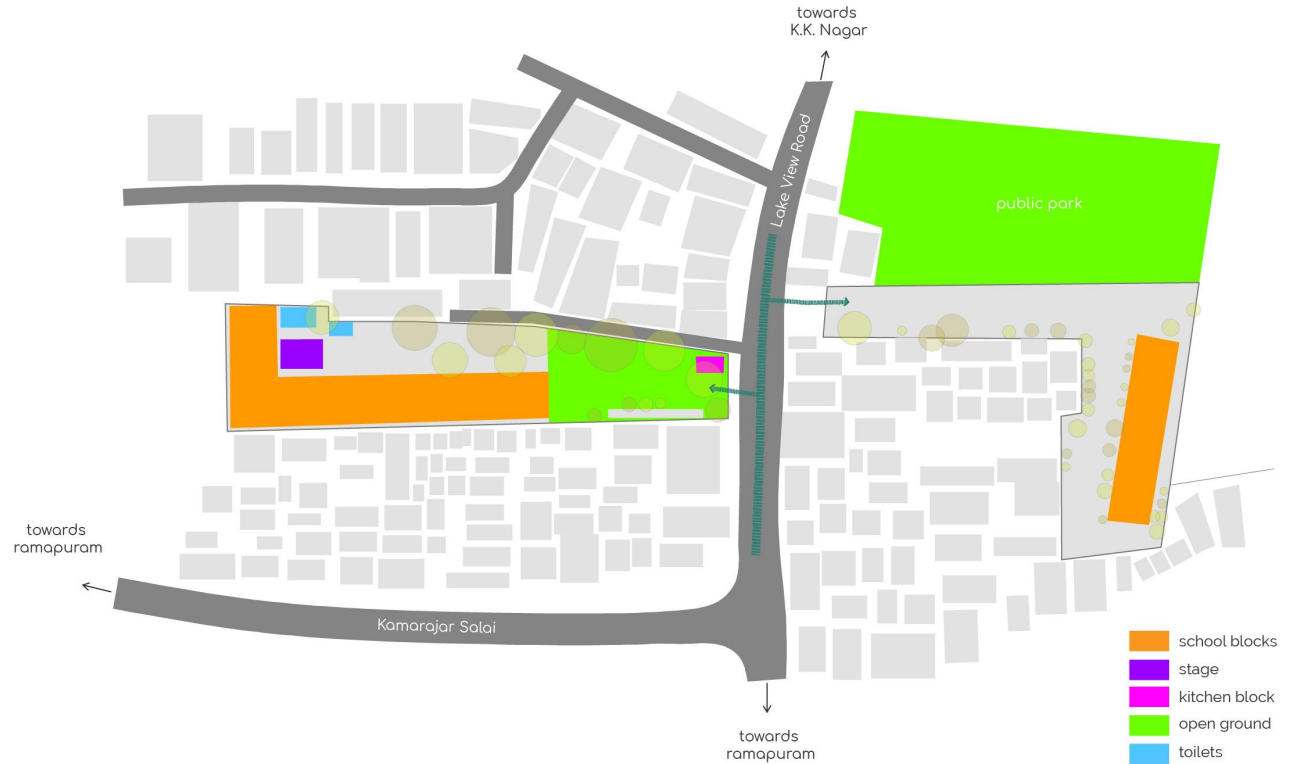 towards
K.K. Nagar
Lake View Road
public park
towards
ramapuram
Kamarajar Salai
towards
ramapuram
school blocks
stage
kitchen block
open ground
toilets